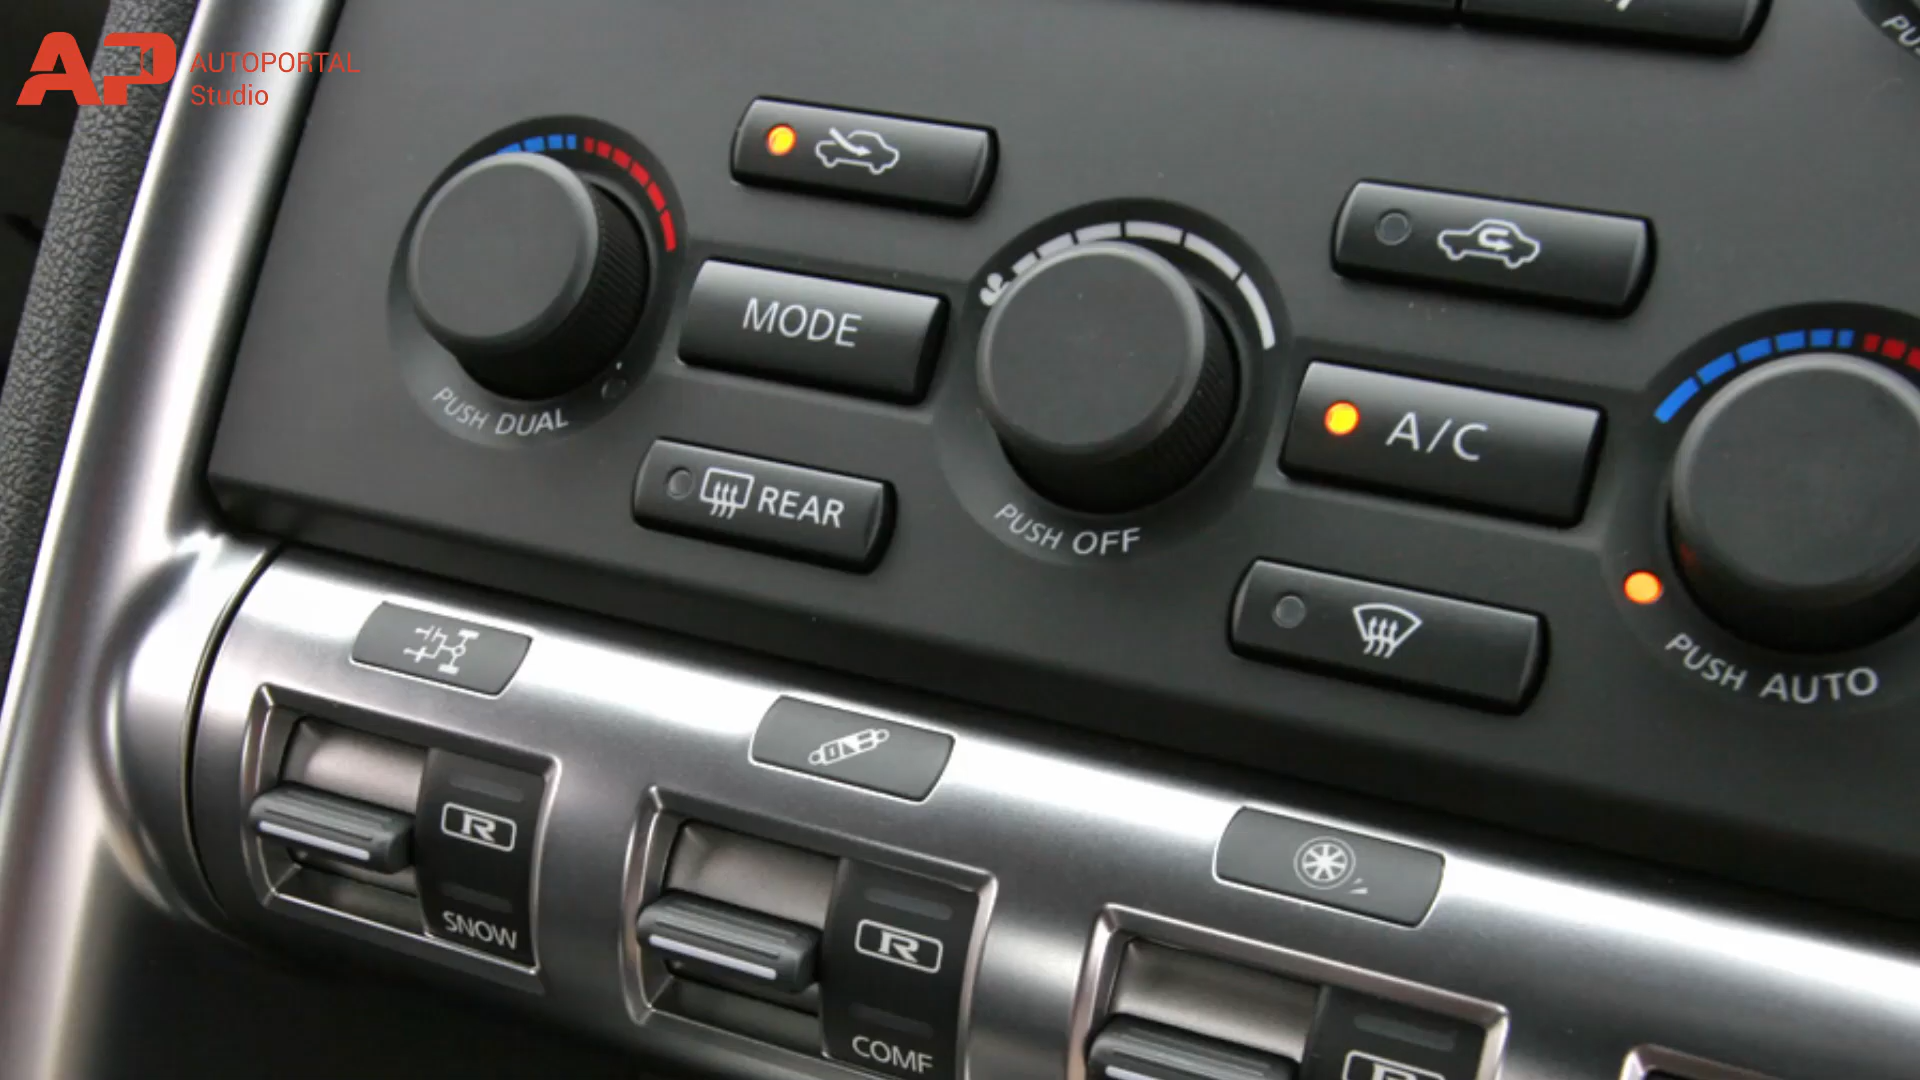 AP AUTOPORTAL
Studio
MODE
PUSH DUAL
A/C
REAR
PUSH OFF
PUSH AUTO
R
SNOW
R
COMF
R